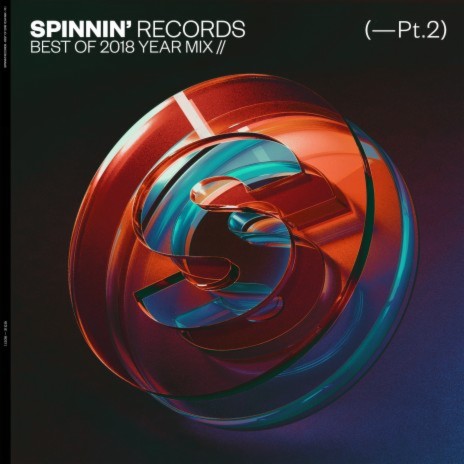 SPINNIN' RECORDS
BEST OF 2018 YEAR MIX //
(—Pt.2)